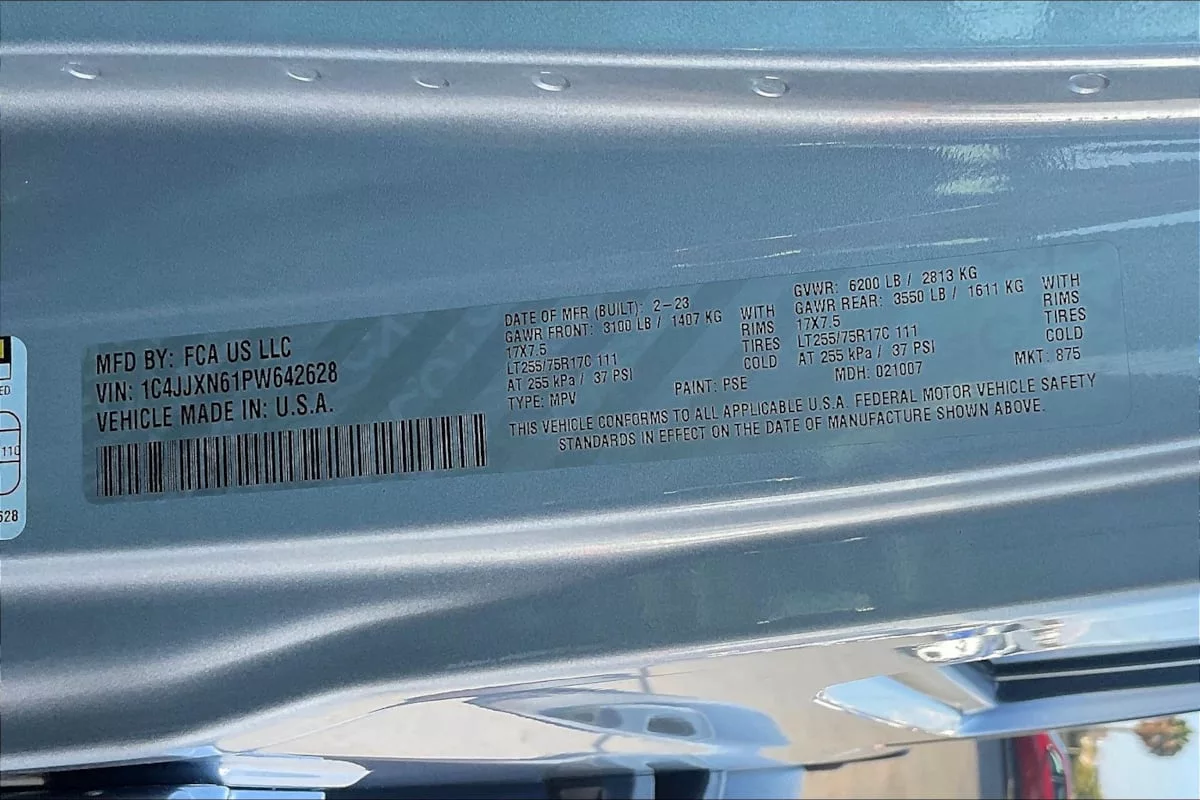 MFD BY: FCA US LLC
VIN: 1C4JJXN61PW642628
VEHICLE MADE IN: U.S.A.
DATE OF MFR (BUILT): 2-23
GAWR FRONT: 3100 LB / 1407 KG WITH
17X7.5 RIMS
LT255/75R17C 111 TIRES
AT 255 kPa / 37 PSI COLD
TYPE: MPV PAINT: PSE
GVWR: 6200 LB / 2813 KG
GAWR REAR: 3550 LB / 1611 KG WITH
17X7.5 RIMS
LT255/75R17C 111 TIRES
AT 255 kPa / 37 PSI COLD
MDH: 021007 MKT: 875
THIS VEHICLE CONFORMS TO ALL APPLICABLE U.S.A. FEDERAL MOTOR VEHICLE SAFETY
STANDARDS IN EFFECT ON THE DATE OF MANUFACTURE SHOWN ABOVE.
ED
110
628